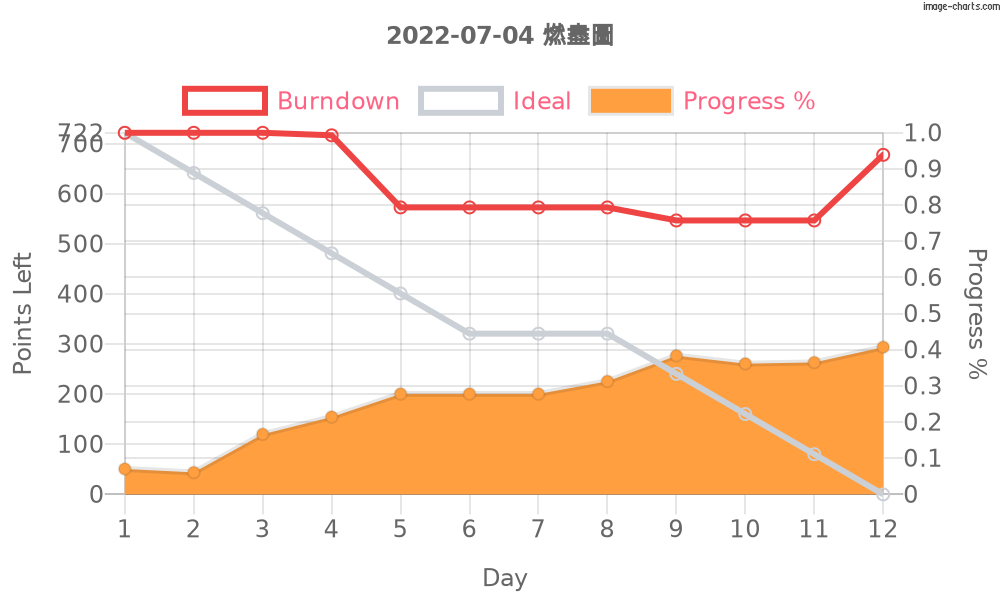 image-charts.com
2022-07-04 燃盡圖
Burndown Ideal Progress %
722 1.0
700 0.9
600 0.8
500 0.7
400 0.6
300 0.5
200 0.4
100 0.3
0 0.2
0.1
0
Points Left
Progress %
1 2 3 4 5 6 7 8 9 10 11 12
Day